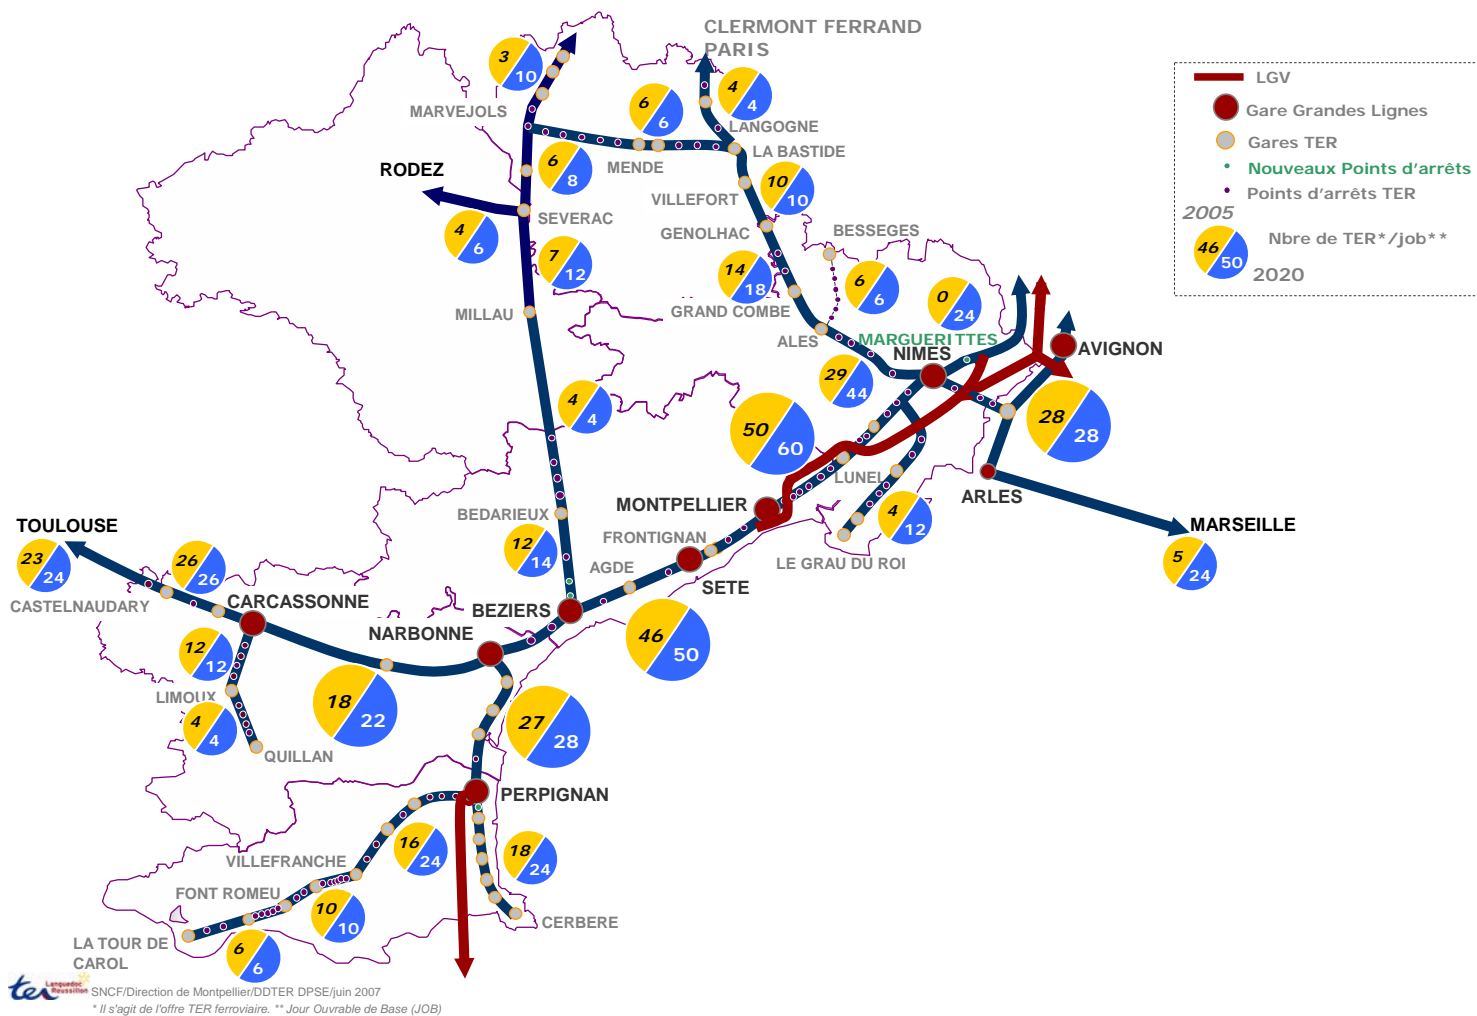 CLERMONT FERRAND
PARIS
3
10
4
4
MARVEJOLS
6
6
LANGOGNE
MENDE
LA BASTIDE
6
8
RODEZ
10
10
VILLEFORT
SEVERAC
4
6
GENOLHAC
BESSEGES
7
12
14
18
6
6
0
24
MILLAU
GRAND COMBE
ALES
MARGUERITTES
NIMES
AVIGNON
29
44
4
4
50
60
28
28
LUNEL
ARLES
MONTPELLIER
BEDARIEUX
4
12
MARSEILLE
5
24
TOULOUSE
23
24
12
14
FRONTIGNAN
LE GRAU DU ROI
26
26
AGDE
SETE
CASTELNAUDARY
CARCASSONNE
BEZIERS
NARBONNE
46
50
12
12
LIMOUX
18
22
4
4
27
28
QUILLAN
PERPIGNAN
16
24
18
24
VILLEFRANCHE
FONT ROMEU
10
10
CERBERE
LA TOUR DE
CAROL
6
6
LGV
Gare Grandes Lignes
Gares TER
Nouveaux Points d'arrêts
Points d'arrêts TER
2005
46
50
Nbre de TER*/job**
2020
ter Languedoc
Roussillon
SNCF/Direction de Montpellier/DDTER DPSE/juin 2007
* Il s'agit de l'offre TER ferroviaire. ** Jour Ouvrable de Base (JOB)